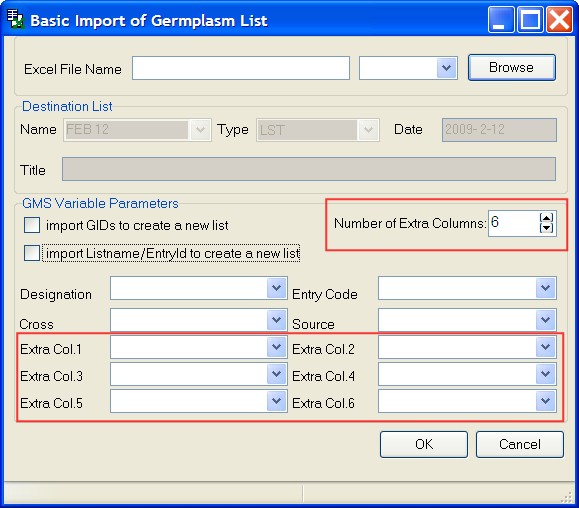 Basic Import of Germplasm List
Excel File Name Browse
Destination List
Name FEB 12 Type LST Date 2009- 2-12
Title
GMS Variable Parameters
import GIDs to create a new list Number of Extra Columns: 6
import Listname/EntryId to create a new list
Designation Entry Code
Cross Source
Extra Col.1 Extra Col.2
Extra Col.3 Extra Col.4
Extra Col.5 Extra Col.6
OK Cancel